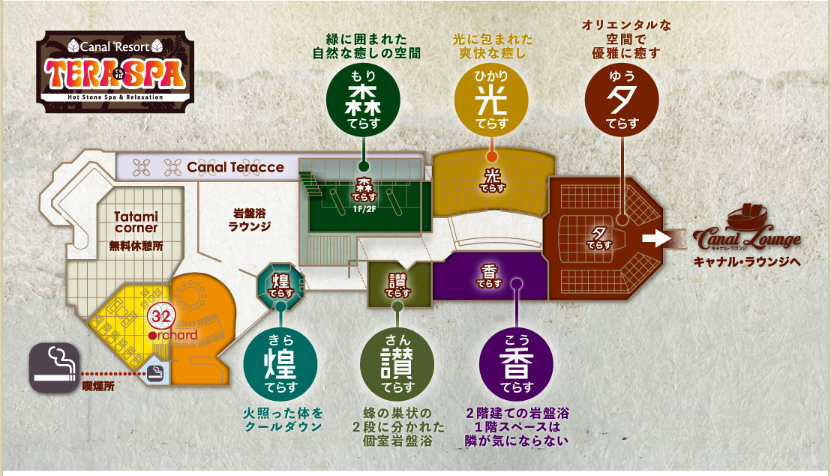 Canal Resort
TERA SPA
てらすぱ
Hot Stone Spa & Relaxation
緑に囲まれた
自然な癒しの空間
もり
森
てらす
光に包まれた
爽快な癒し
ひかり
光
てらす
オリエンタルな
空間で
優雅に癒す
ゆう
夕
てらす
Canal Teracce
森
てらす
1F/2F
光
てらす
夕
てらす
Tatami
corner
無料休憩所
岩盤浴
ラウンジ
煌
てらす
讃
てらす
香
てらす
Canal Lounge
キャナル・ラウンジ
キャナル・ラウンジへ
32
Orchard
喫煙所
きら
煌
てらす
火照った体を
クールダウン
さん
讃
てらす
蜂の巣状の
2段に分かれた
個室岩盤浴
こう
香
てらす
2階建ての岩盤浴
1階スペースは
隣が気にならない